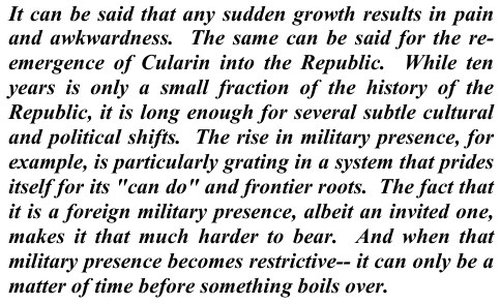 It can be said that any sudden growth results in pain
and awkwardness. The same can be said for the re-
emergence of Cularin into the Republic. While ten
years is only a small fraction of the history of the
Republic, it is long enough for several subtle cultural
and political shifts. The rise in military presence, for
example, is particularly grating in a system that prides
itself for its "can do" and frontier roots. The fact that
it is a foreign military presence, albeit an invited one,
makes it that much harder to bear. And when that
military presence becomes restrictive-- it can only be a
matter of time before something boils over.